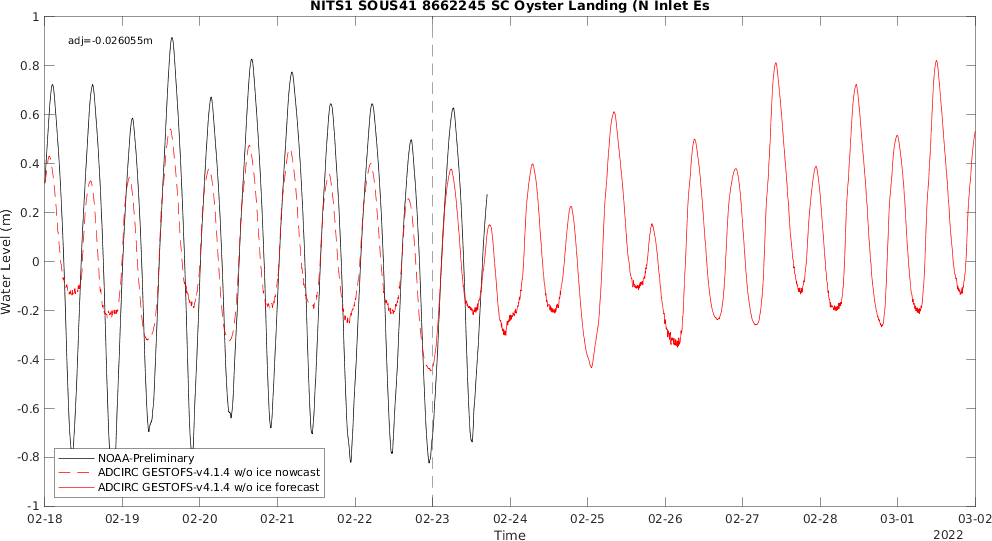 NITS1 SOUS41 8662245 SC Oyster Landing (N Inlet Es
adj=-0.026055m
Water Level (m)
1
0.8
0.6
0.4
0.2
0
-0.2
-0.4
-0.6
-0.8
-1
NOAA-Preliminary
ADCIRC GESTOFS-v4.1.4 w/o ice nowcast
ADCIRC GESTOFS-v4.1.4 w/o ice forecast
02-18 02-19 02-20 02-21 02-22 02-23 02-24 02-25 02-26 02-27 02-28 03-01 03-02
Time
2022